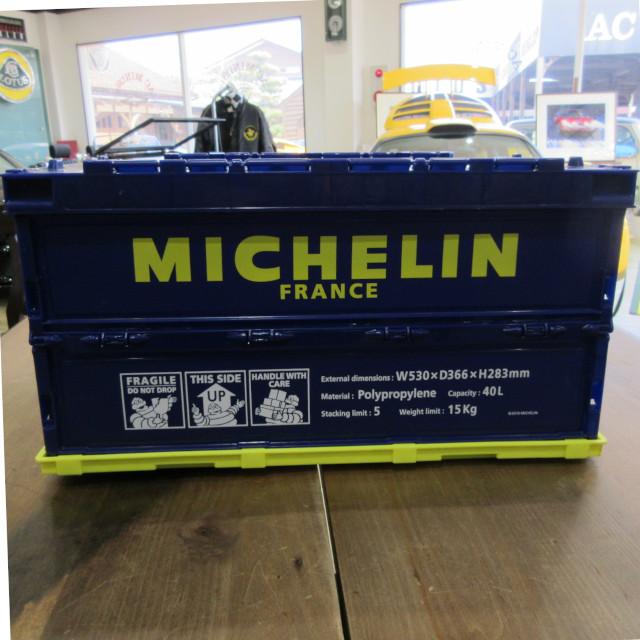 AC
MICHELIN
FRANCE
FRAGILE
DO NOT DROP
THIS SIDE
UP
HANDLE WITH
CARE
External dimensions : W530×D366×H283mm
Material : Polypropylene Capacity : 40L
Stacking limit : 5 Weight limit : 15Kg